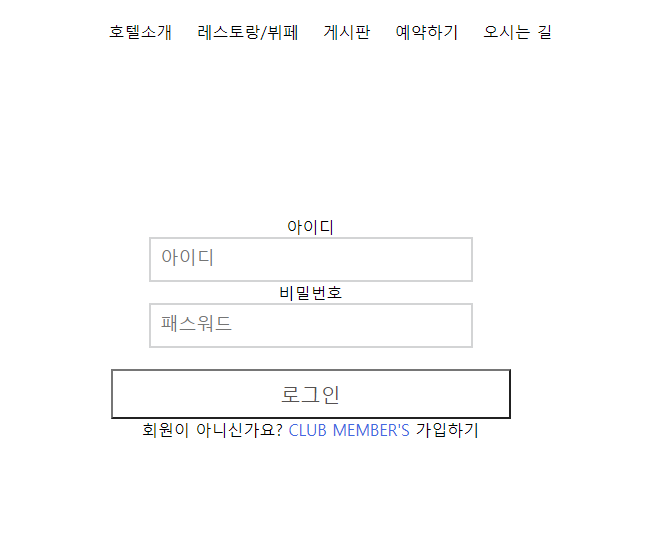 호텔소개 레스토랑/뷔페 게시판 예약하기 오시는 길
아이디
아이디
비밀번호
패스워드
로그인
회원이 아니신가요? CLUB MEMBER'S 가입하기